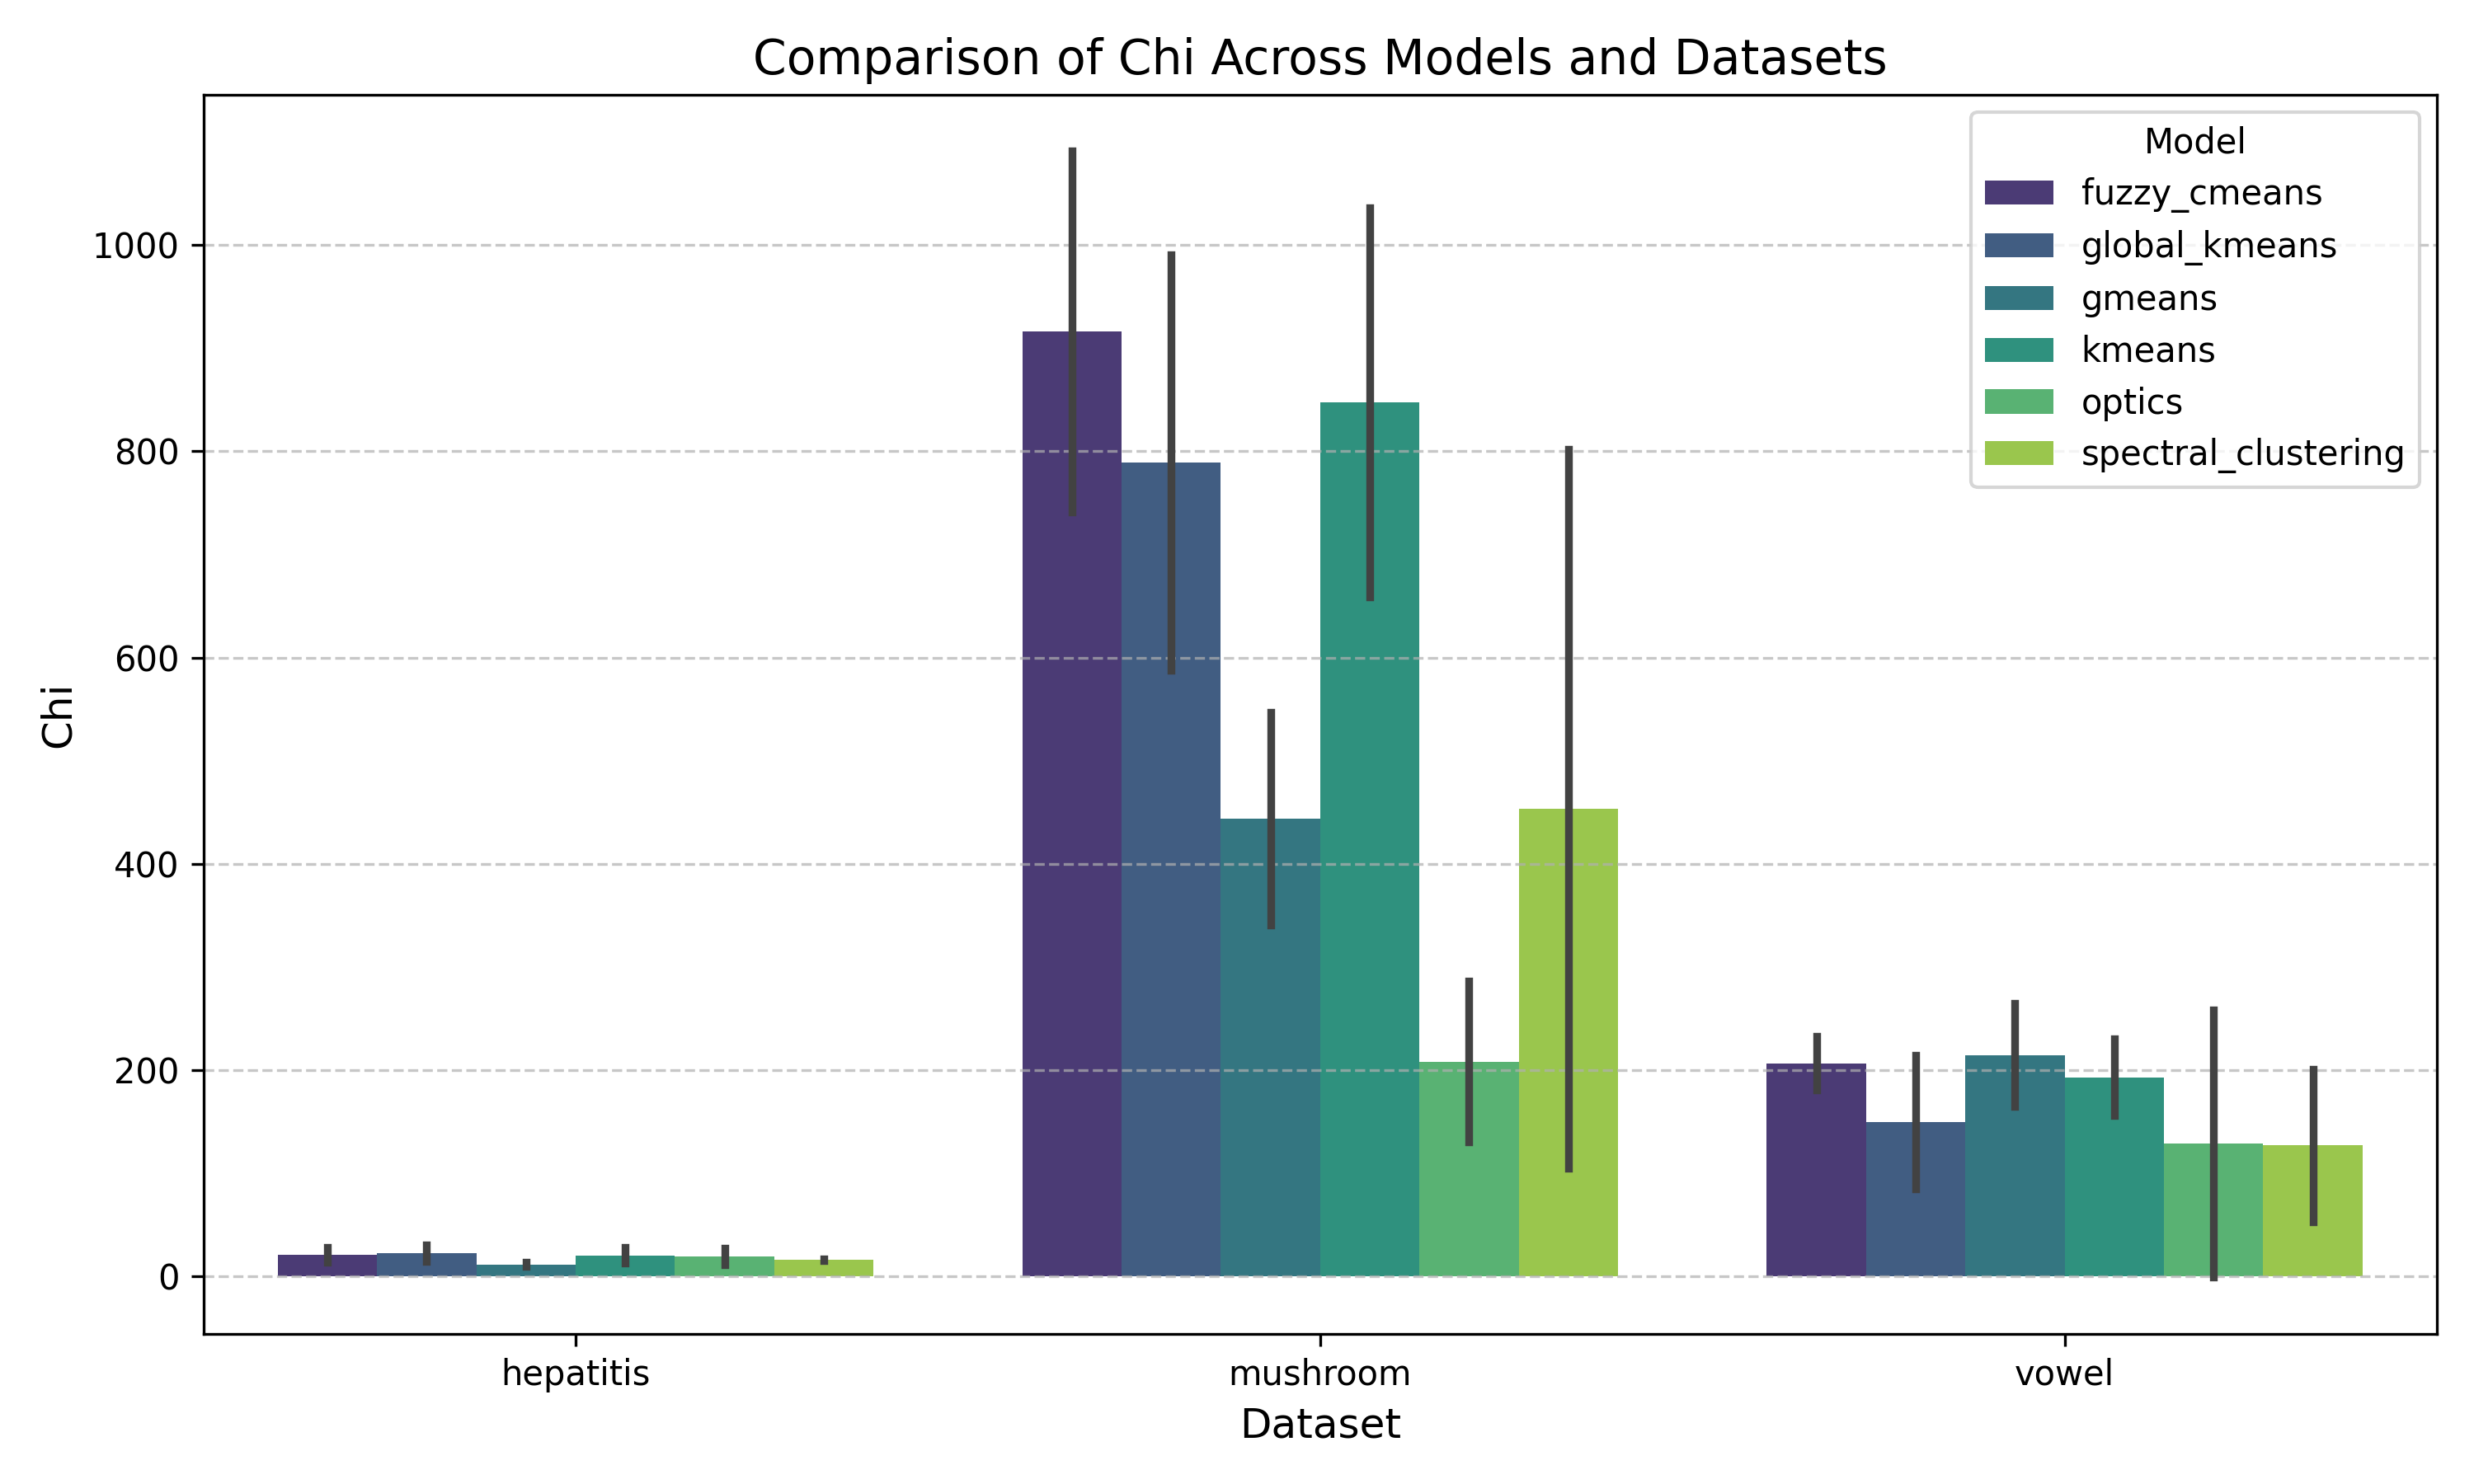 Comparison of Chi Across Models and Datasets
Model
fuzzy_cmeans
global_kmeans
gmeans
kmeans
optics
spectral_clustering
1000
800
600
400
200
0
Chi
hepatitis
mushroom
vowel
Dataset